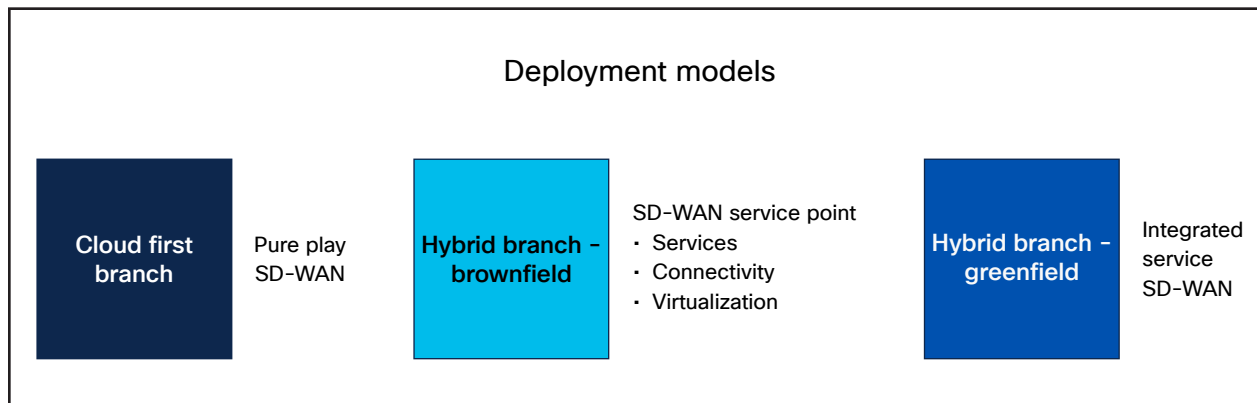 Deployment models
Cloud first
branch
Pure play
SD-WAN
Hybrid branch -
brownfield
SD-WAN service point
· Services
· Connectivity
· Virtualization
Hybrid branch -
greenfield
Integrated
service
SD-WAN